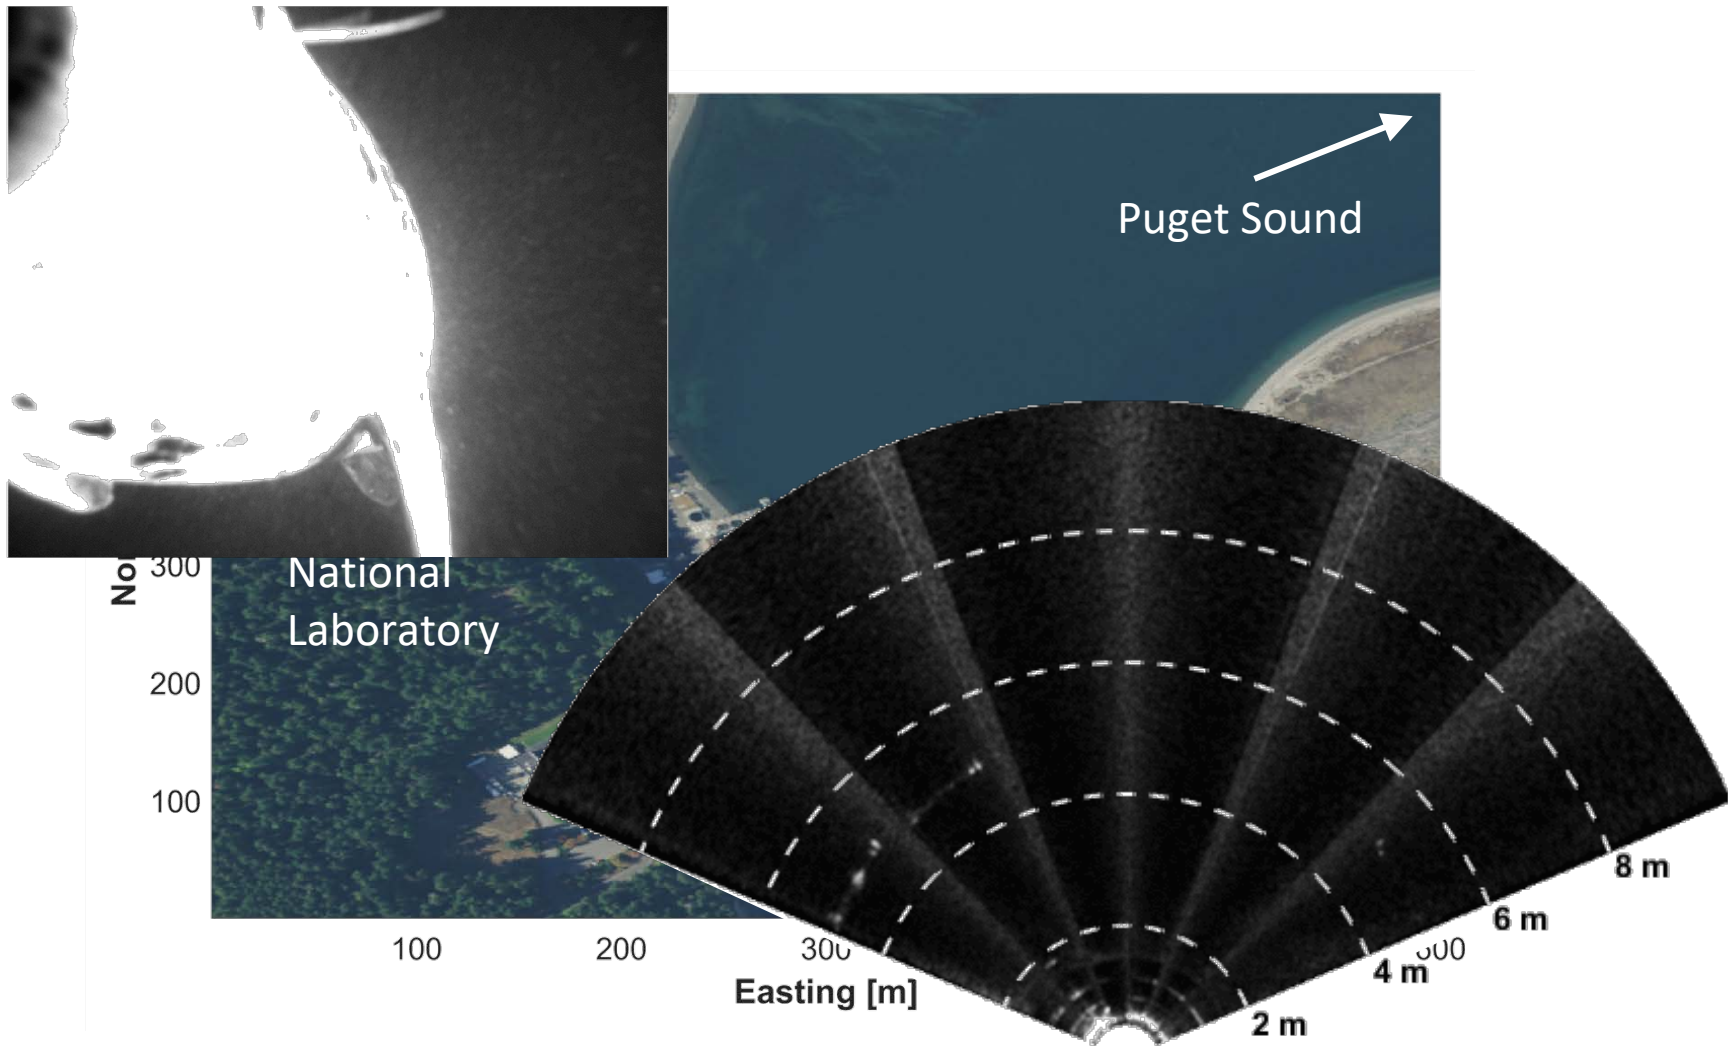 Puget Sound
National
Laboratory
300
200
100
100
200
Easting [m]
8 m
6 m
4 m
2 m